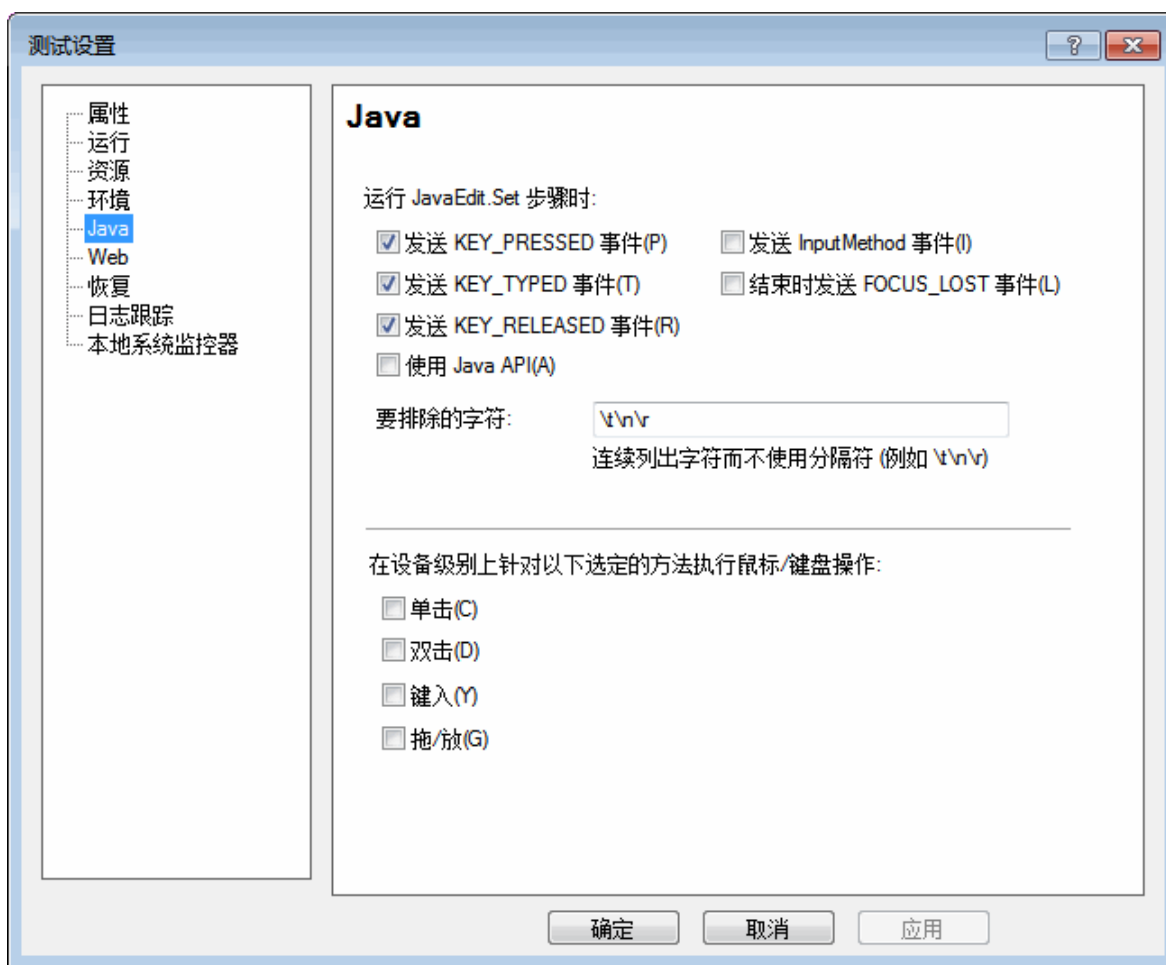 测试设置
属性
运行
资源
环境
Java
Web
恢复
日志跟踪
本地系统监控器
Java
运行 JavaEdit.Set 步骤时:
发送 KEY_PRESSED 事件(P)
发送 InputMethod 事件(I)
发送 KEY_TYPED 事件(T)
结束时发送 FOCUS_LOST 事件(L)
发送 KEY_RELEASED 事件(R)
使用 Java API(A)
要排除的字符:
\t\n\r
连续列出字符而不使用分隔符 (例如 \t\n\r)
在设备级别上针对以下选定的方法执行鼠标/键盘操作:
单击(C)
双击(D)
键入(Y)
拖/放(G)
确定
取消
应用